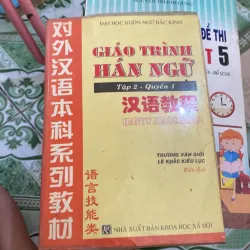 ĐẠI HỌC NGÔN NGỮ BẮC KINH
GIÁO TRÌNH
HÁN NGỮ
Tập 2 - Quyển 1
汉语教程
HANYU JIAOCHENG
TRƯƠNG VĂN GIỚI
LÊ KHẮC KIỀU LỤC
NHÀ XUẤT BẢN KHOA HỌC XÃ HỘI
对外汉语本科系列教材
语言技能类
ĐỀ THI
5